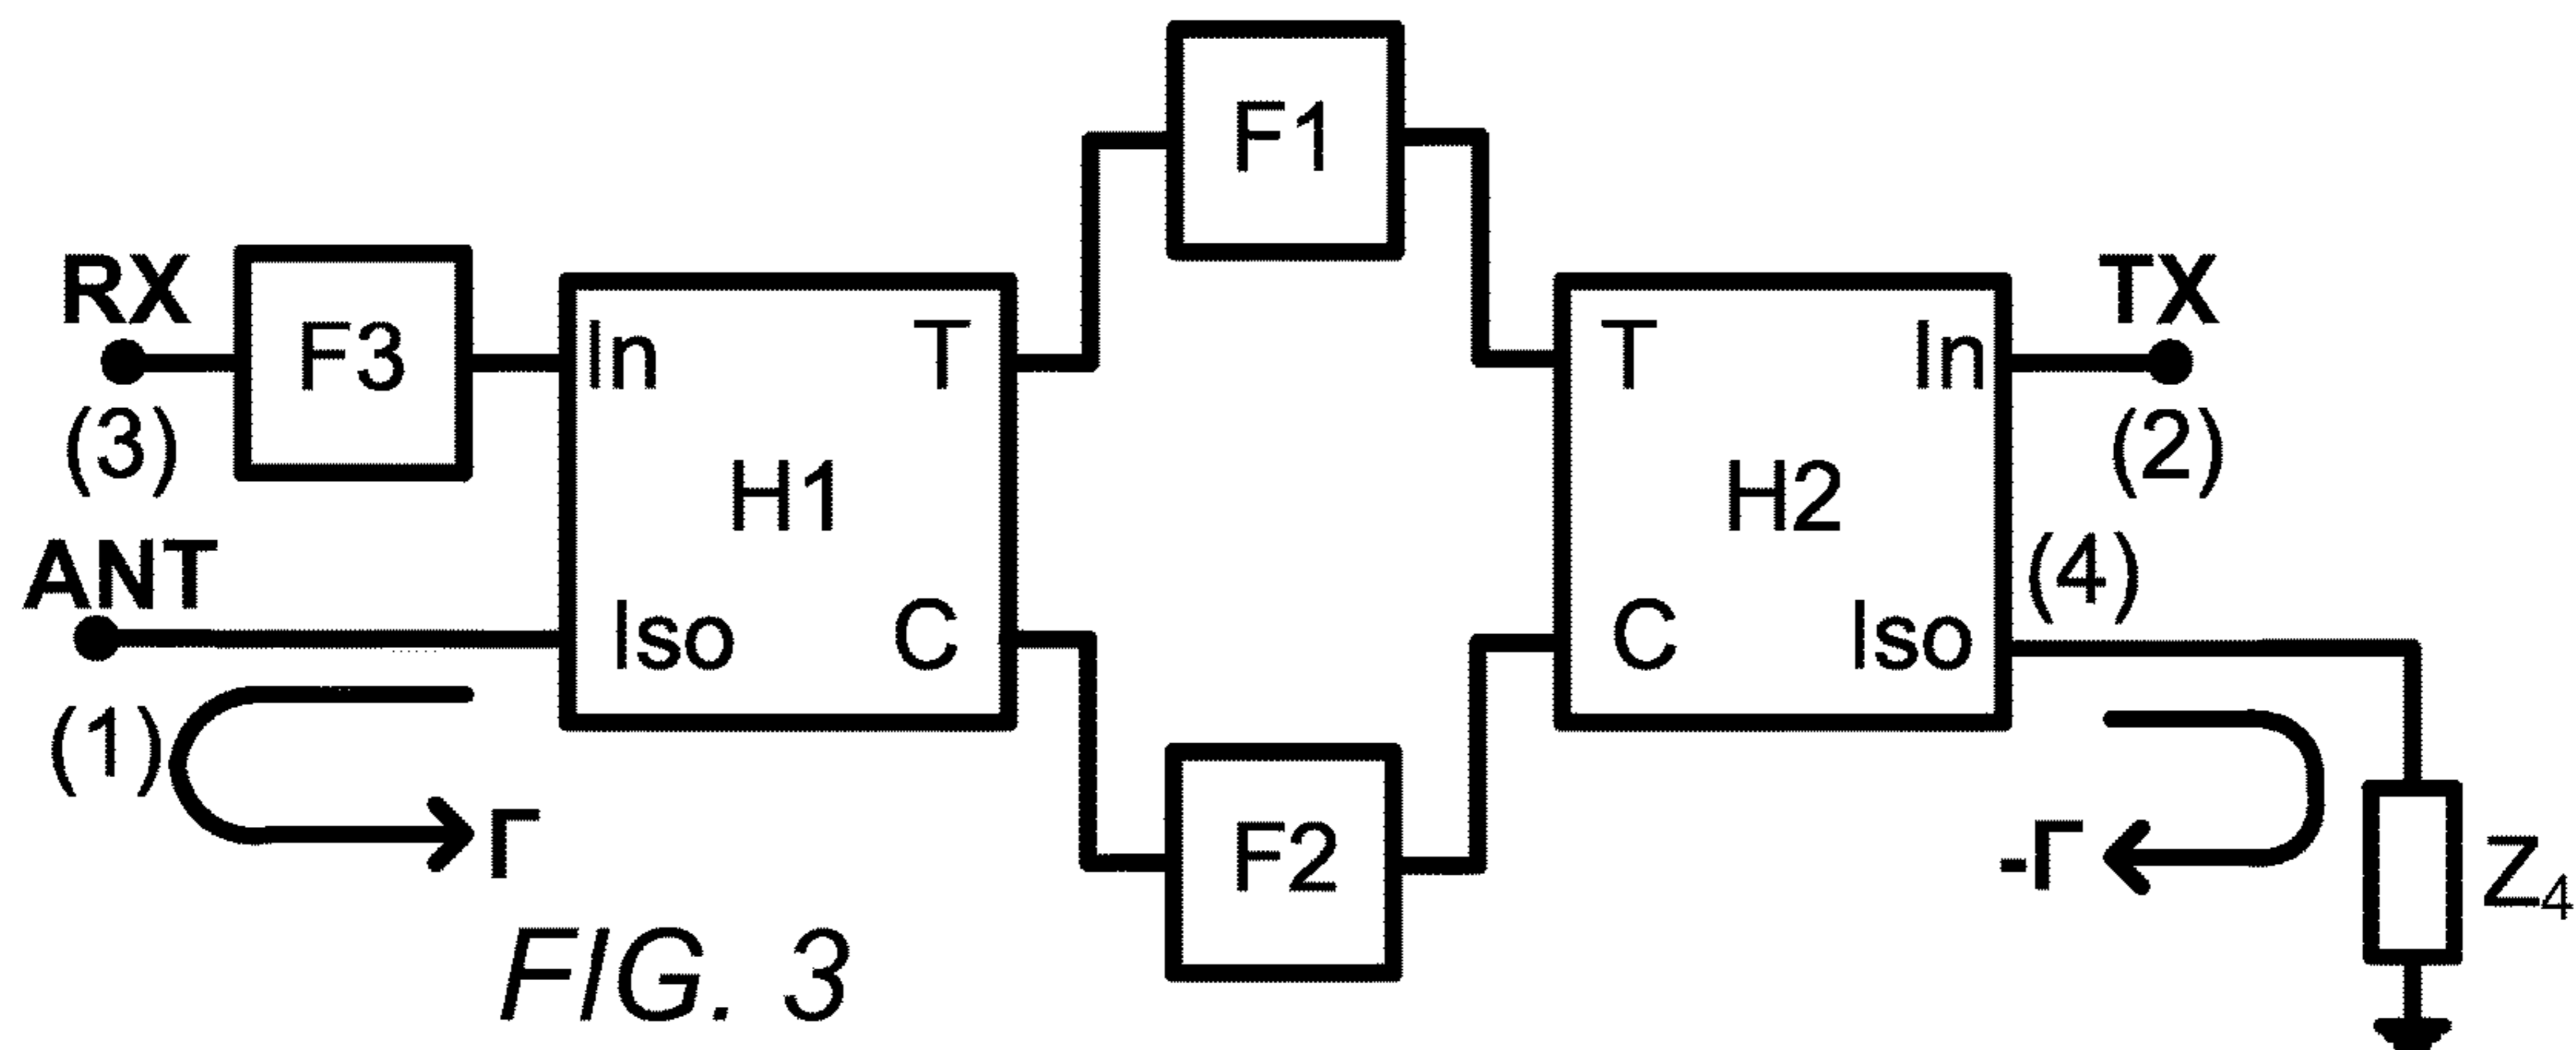 F1
RX
F3
In
T
T
In
TX
(3)
H1
H2
(2)
ANT
Iso
C
C
Iso
(4)
(1)
Γ
F2
-Γ
Z4
FIG. 3